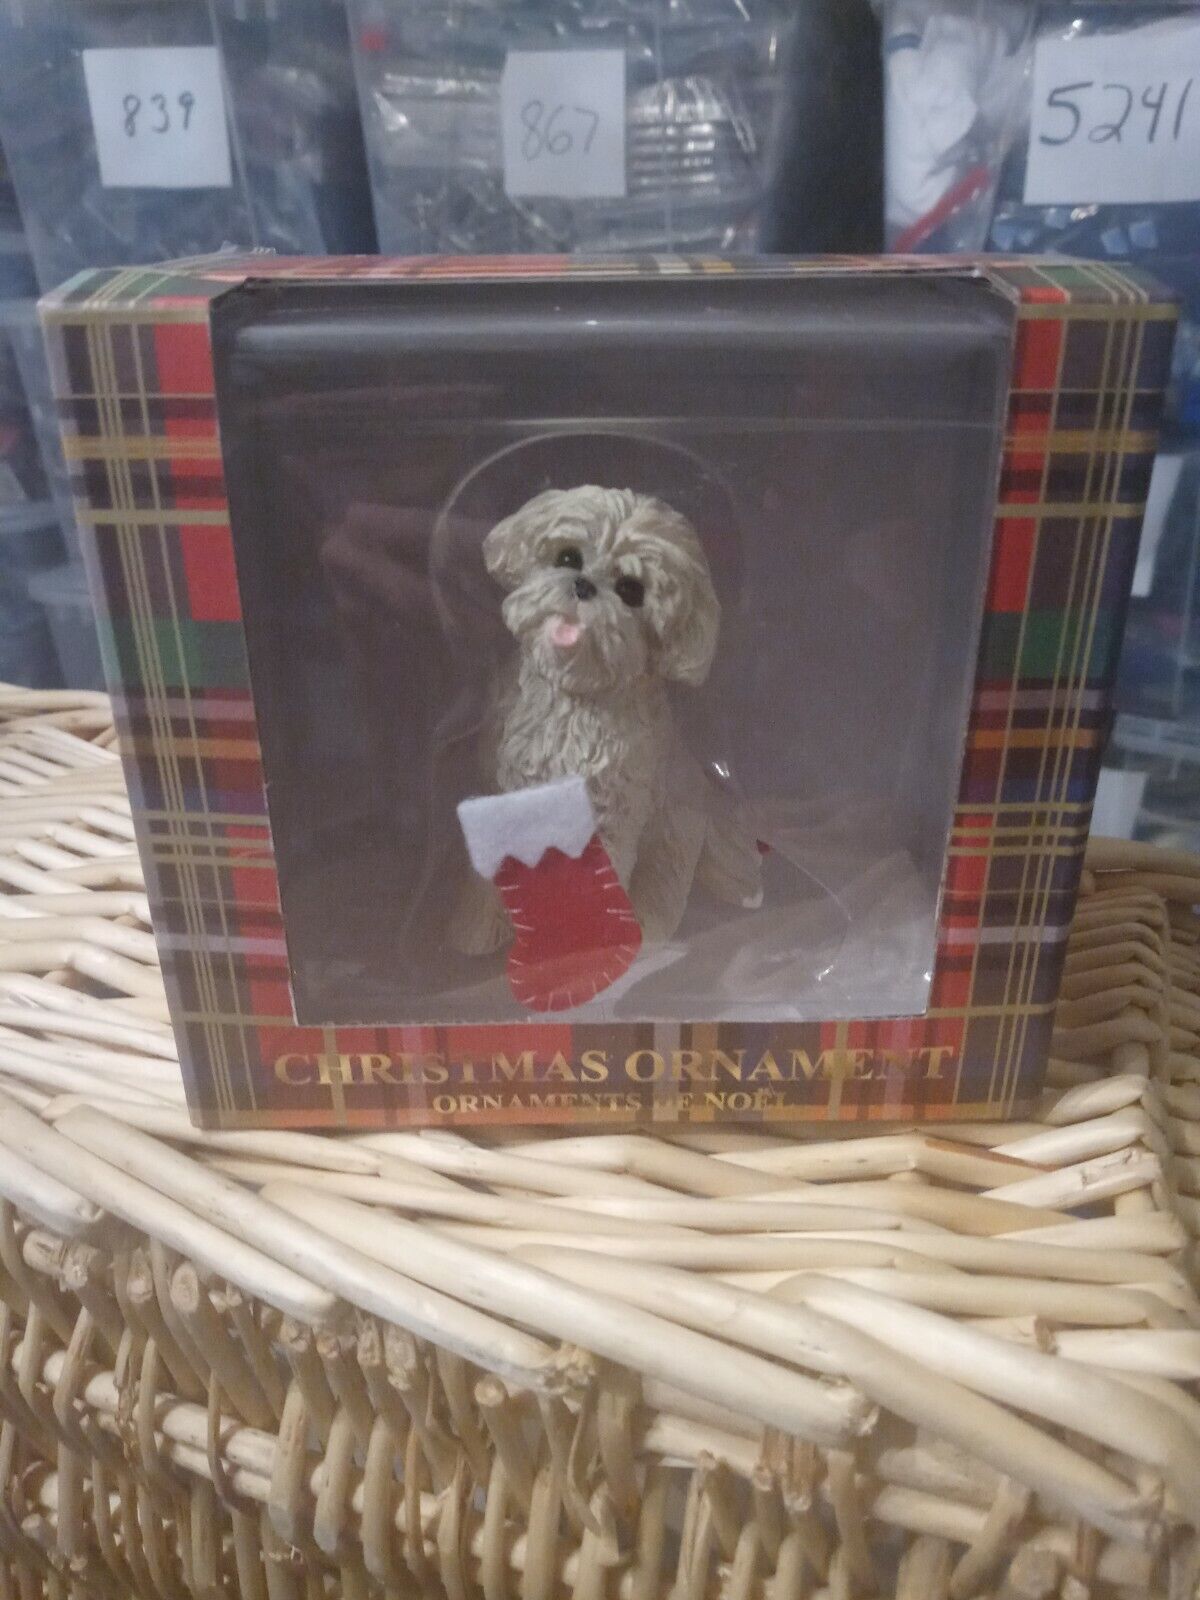 839
867
5241
CHRISTMAS ORNAMENT
ORNAMENTS DE NOËL